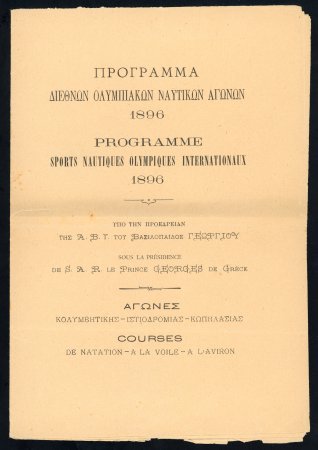 ΠΡΟΓΡΑΜΜΑ
ΔΙΕΘΝΩΝ ΟΛΥΜΠΙΑΚΩΝ ΝΑΥΤΙΚΩΝ ΑΓΩΝΩΝ
1896
PROGRAMME
SPORTS NAUTIQUES OLYMPIQUES INTERNATIONAUX
1896
ΥΠΟ ΤΗΝ ΠΡΟΕΔΡΕΙΑΝ
ΤΗΣ Α. Β. Υ. ΤΟΥ ΒΑΣΙΛΟΠΑΙΔΟΣ ΓΕΩΡΓΙΟΥ
SOUS LA PRÉSIDENCE
DE S. A. R. LE PRINCE GEORGES DE GRÈCE
ΑΓΩΝΕΣ
ΚΟΛΥΜΒΗΤΙΚΗΣ-ΙΣΤΙΟΔΡΟΜΙΑΣ-ΚΩΠΗΛΑΣΙΑΣ
COURSES
DE NATATION-A LA VOILE-A L'AVIRON